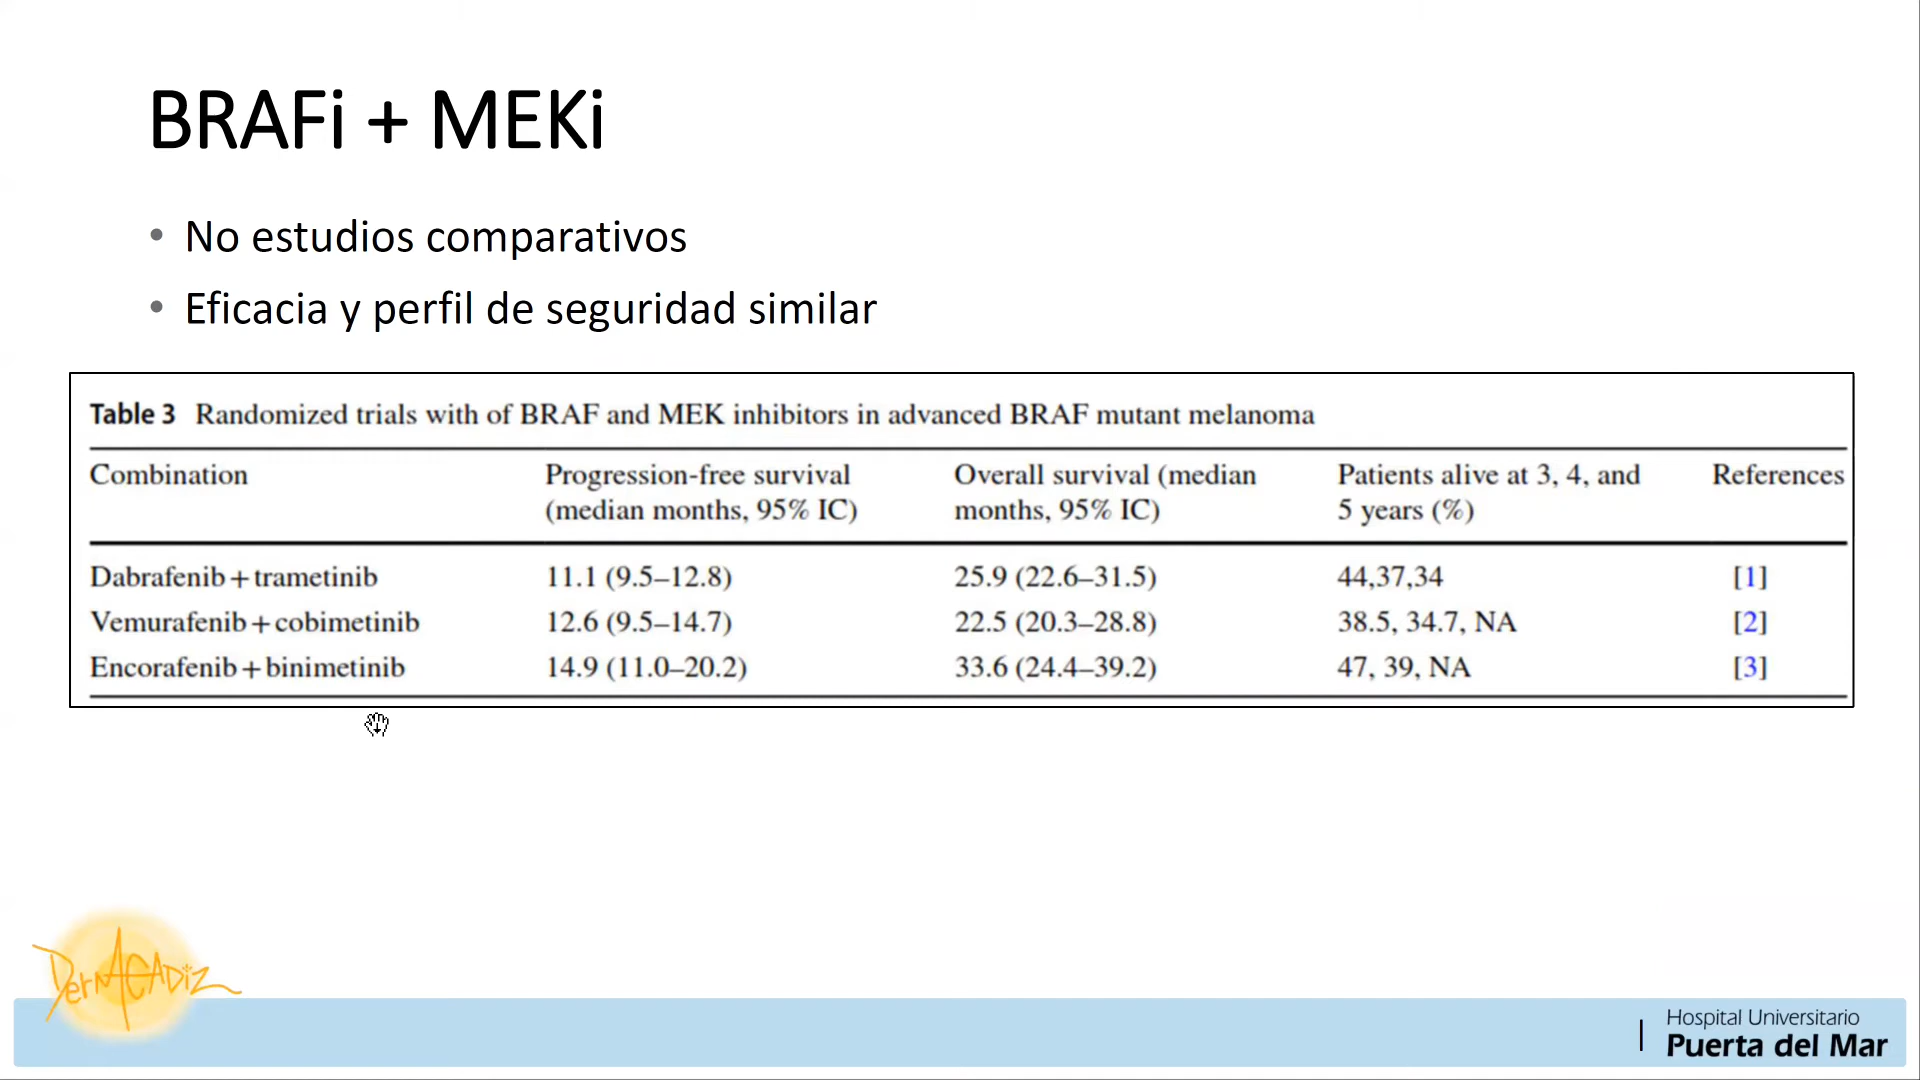 BRAFi + MEKi
• No estudios comparativos
• Eficacia y perfil de seguridad similar
Table 3 Randomized trials with of BRAF and MEK inhibitors in advanced BRAF mutant melanoma
Combination Progression-free survival (median months, 95% IC) Overall survival (median months, 95% IC) Patients alive at 3, 4, and 5 years (%) References
Dabrafenib + trametinib 11.1 (9.5–12.8) 25.9 (22.6–31.5) 44,37,34 [1]
Vemurafenib + cobimetinib 12.6 (9.5–14.7) 22.5 (20.3–28.8) 38.5, 34.7, NA [2]
Encorafenib + binimetinib 14.9 (11.0–20.2) 33.6 (24.4–39.2) 47, 39, NA [3]
DermACADiz
Hospital Universitario
Puerta del Mar